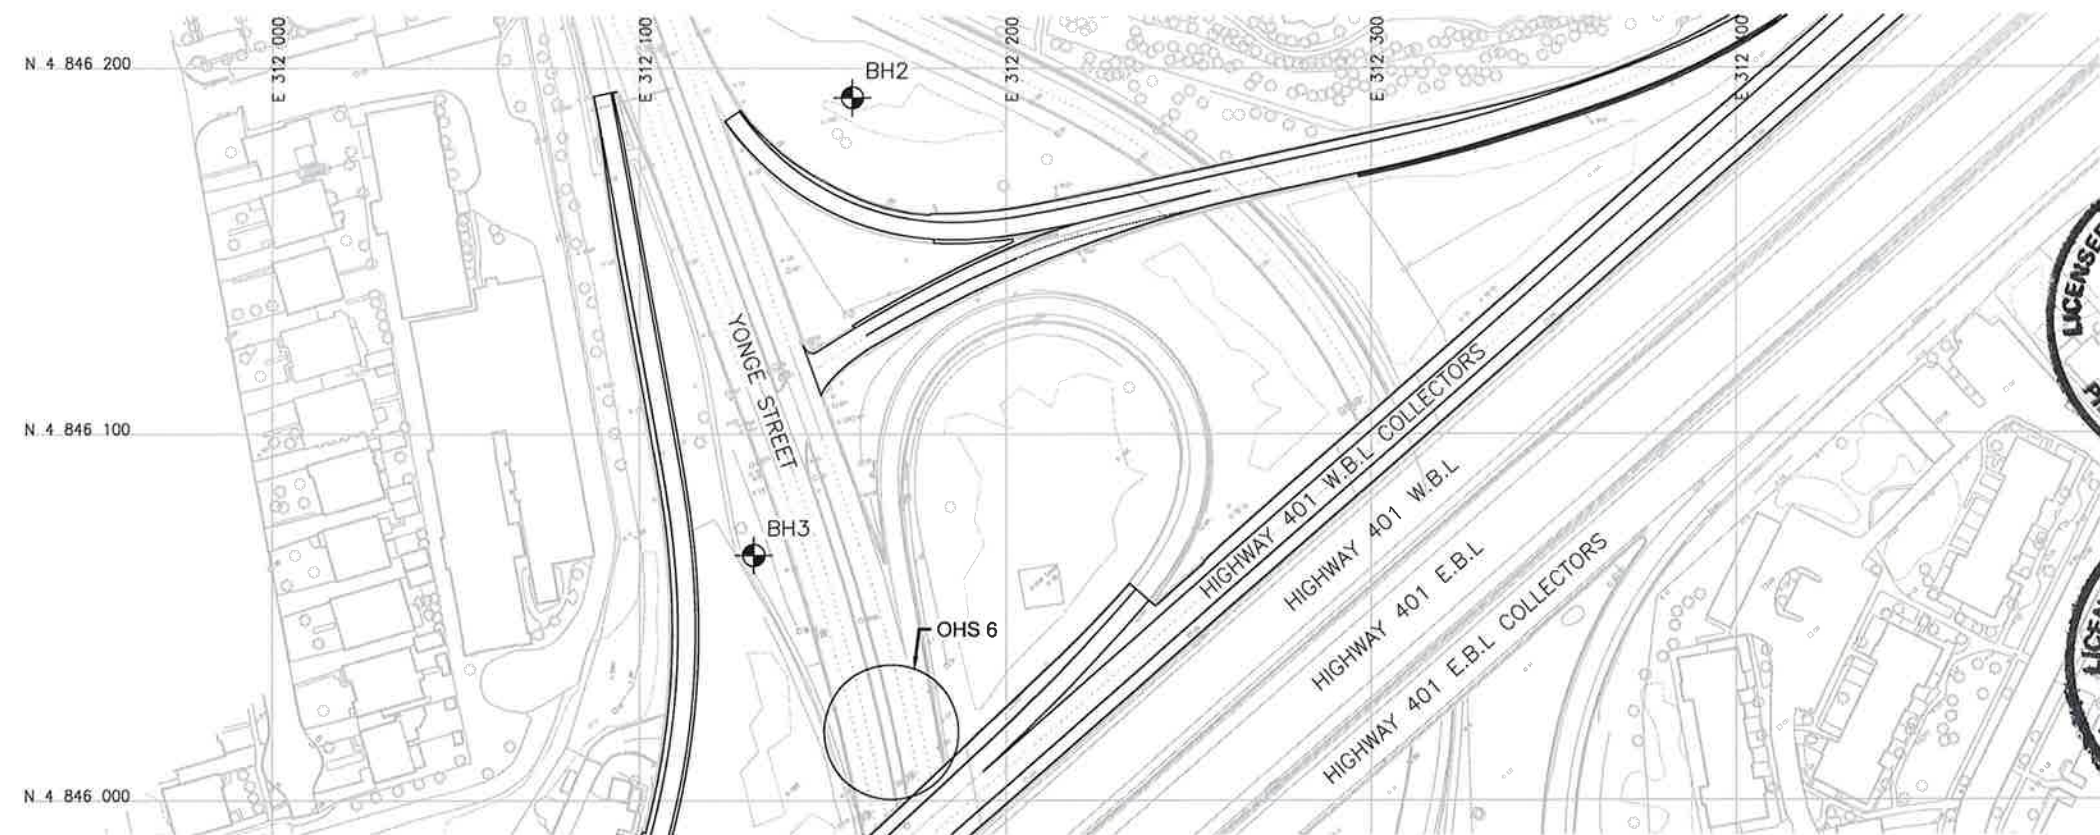 N 4 846 200
E 312 000
E 312 100
E 312 200
E 312 300
E 312 400
BH2
YONGE STREET
N 4 846 100
HIGHWAY 401 W.B.L COLLECTORS
HIGHWAY 401 W.B.L
HIGHWAY 401 E.B.L
HIGHWAY 401 E.B.L COLLECTORS
BH3
OHS 6
N 4 846 000